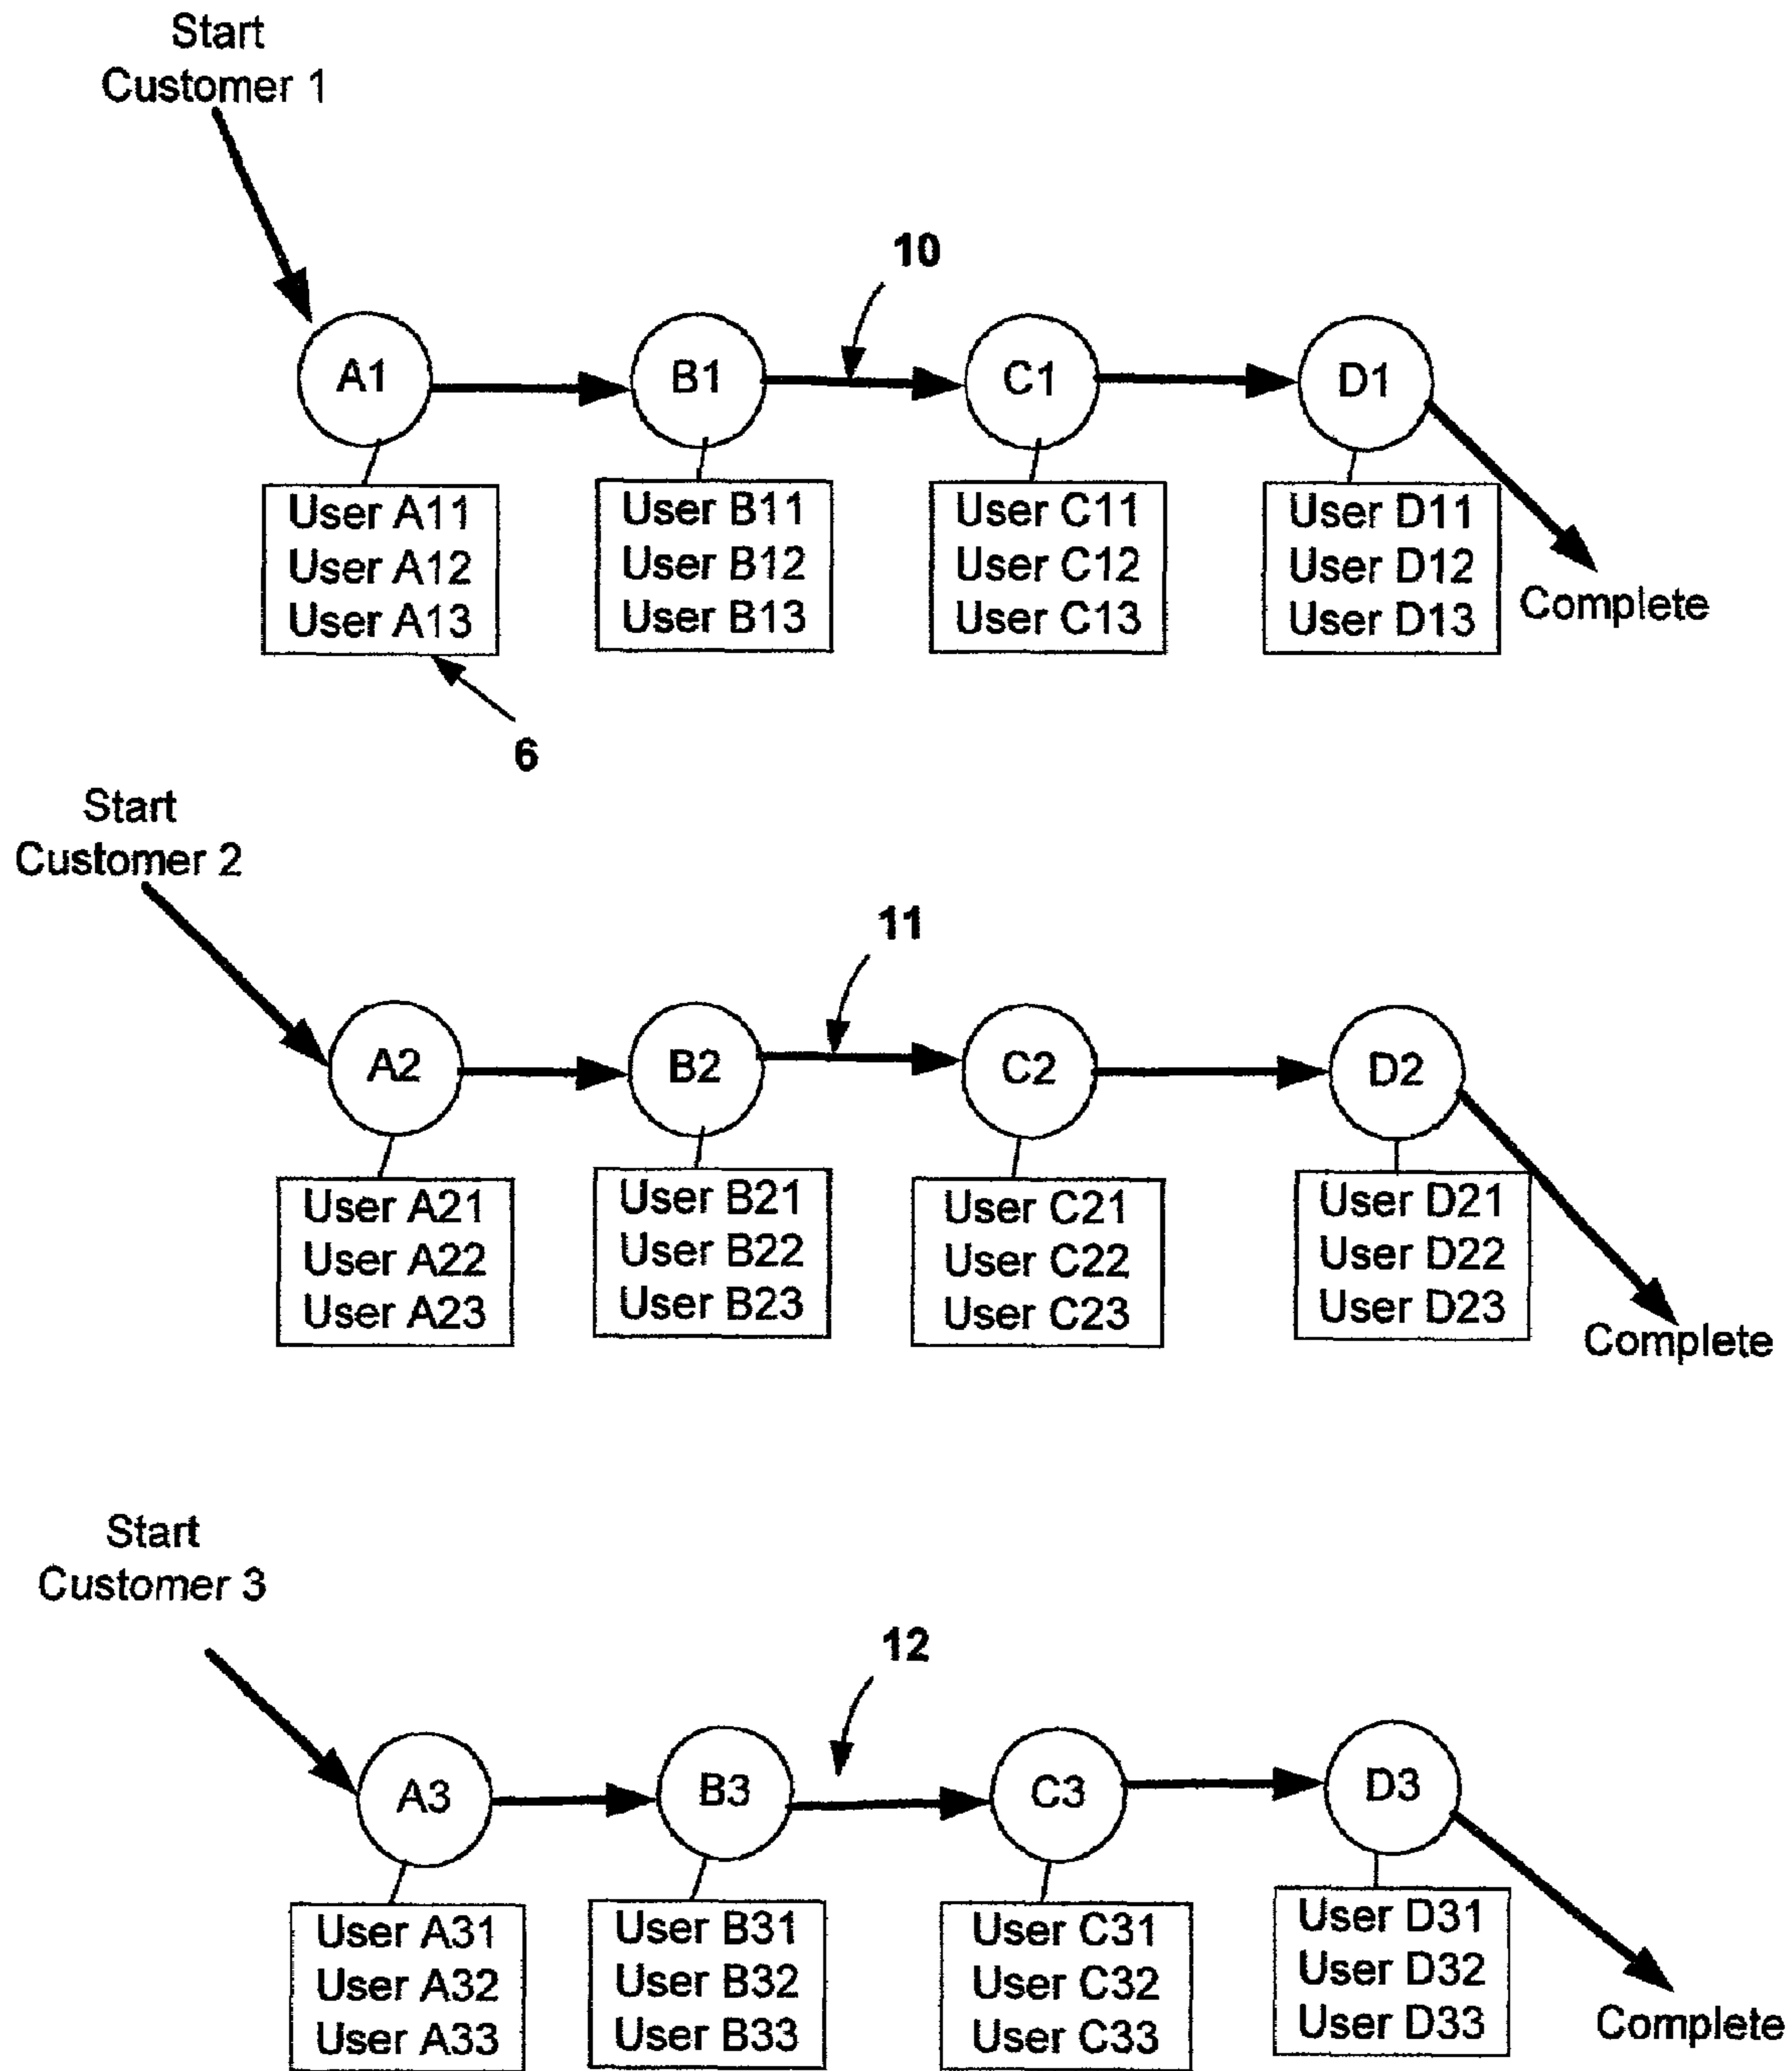 Start
Customer 1
10
A1
B1
C1
D1
User A11
User A12
User A13
User B11
User B12
User B13
User C11
User C12
User C13
User D11
User D12
User D13
Complete
6
Start
Customer 2
11
A2
B2
C2
D2
User A21
User A22
User A23
User B21
User B22
User B23
User C21
User C22
User C23
User D21
User D22
User D23
Complete
Start
Customer 3
12
A3
B3
C3
D3
User A31
User A32
User A33
User B31
User B32
User B33
User C31
User C32
User C33
User D31
User D32
User D33
Complete